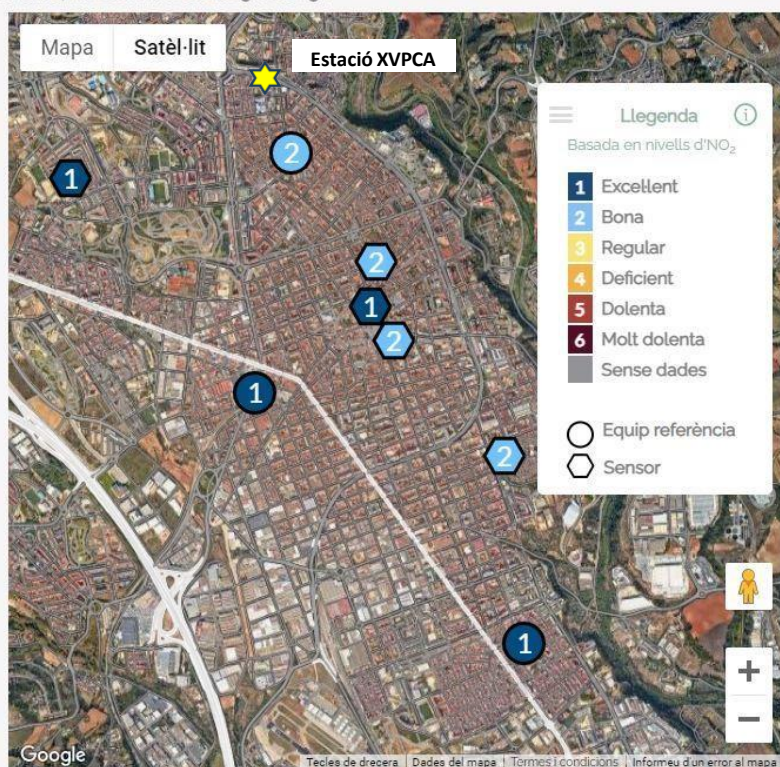 Mapa
Satèl·lit
Estació XVPCA
Llegenda
i
Basada en nivells d'NO₂
1 Excel·lent
2 Bona
3 Regular
4 Deficient
5 Dolenta
6 Molt dolenta
Sense dades
Equip referència
Sensor
2
1
2
1
2
1
2
1
+
−
Google
Tecles de drecera
Dades del mapa
Termes i condicions
Informeu d'un error al mapa